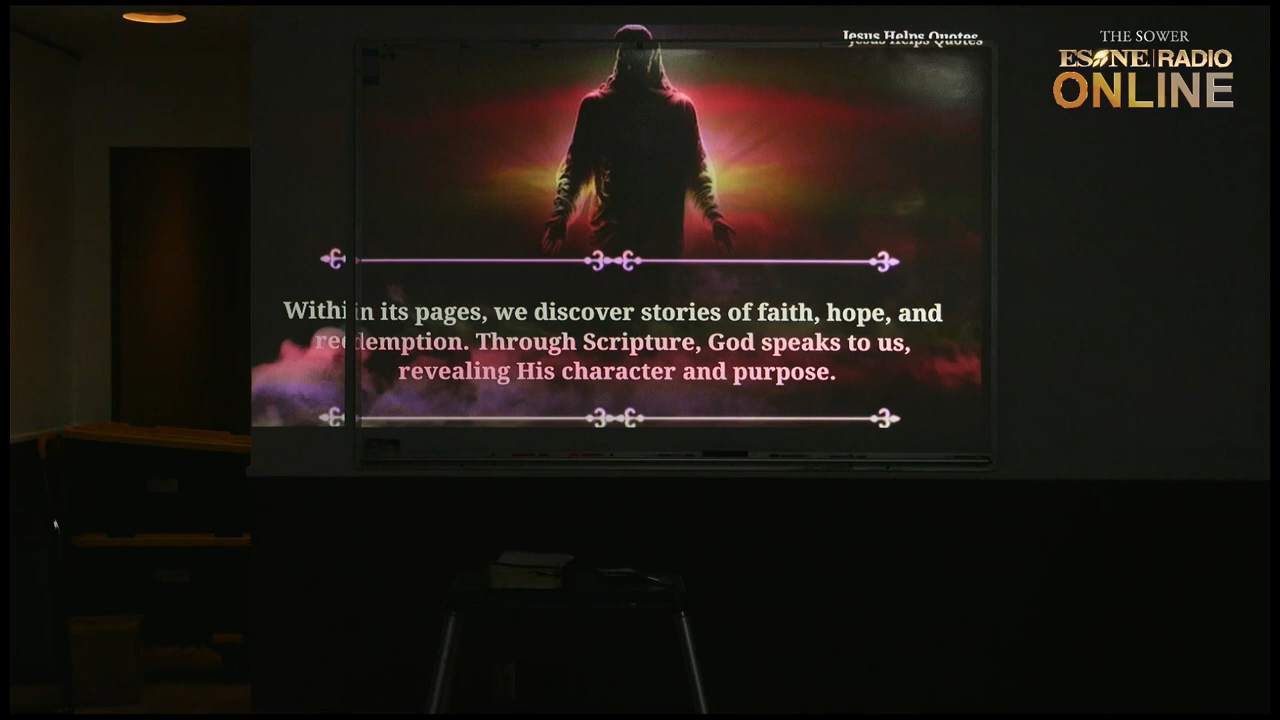 Jesus Helps Quotes
THE SOWER
ESONE RADIO
ONLINE
Within its pages, we discover stories of faith, hope, and
redemption. Through Scripture, God speaks to us,
revealing His character and purpose.